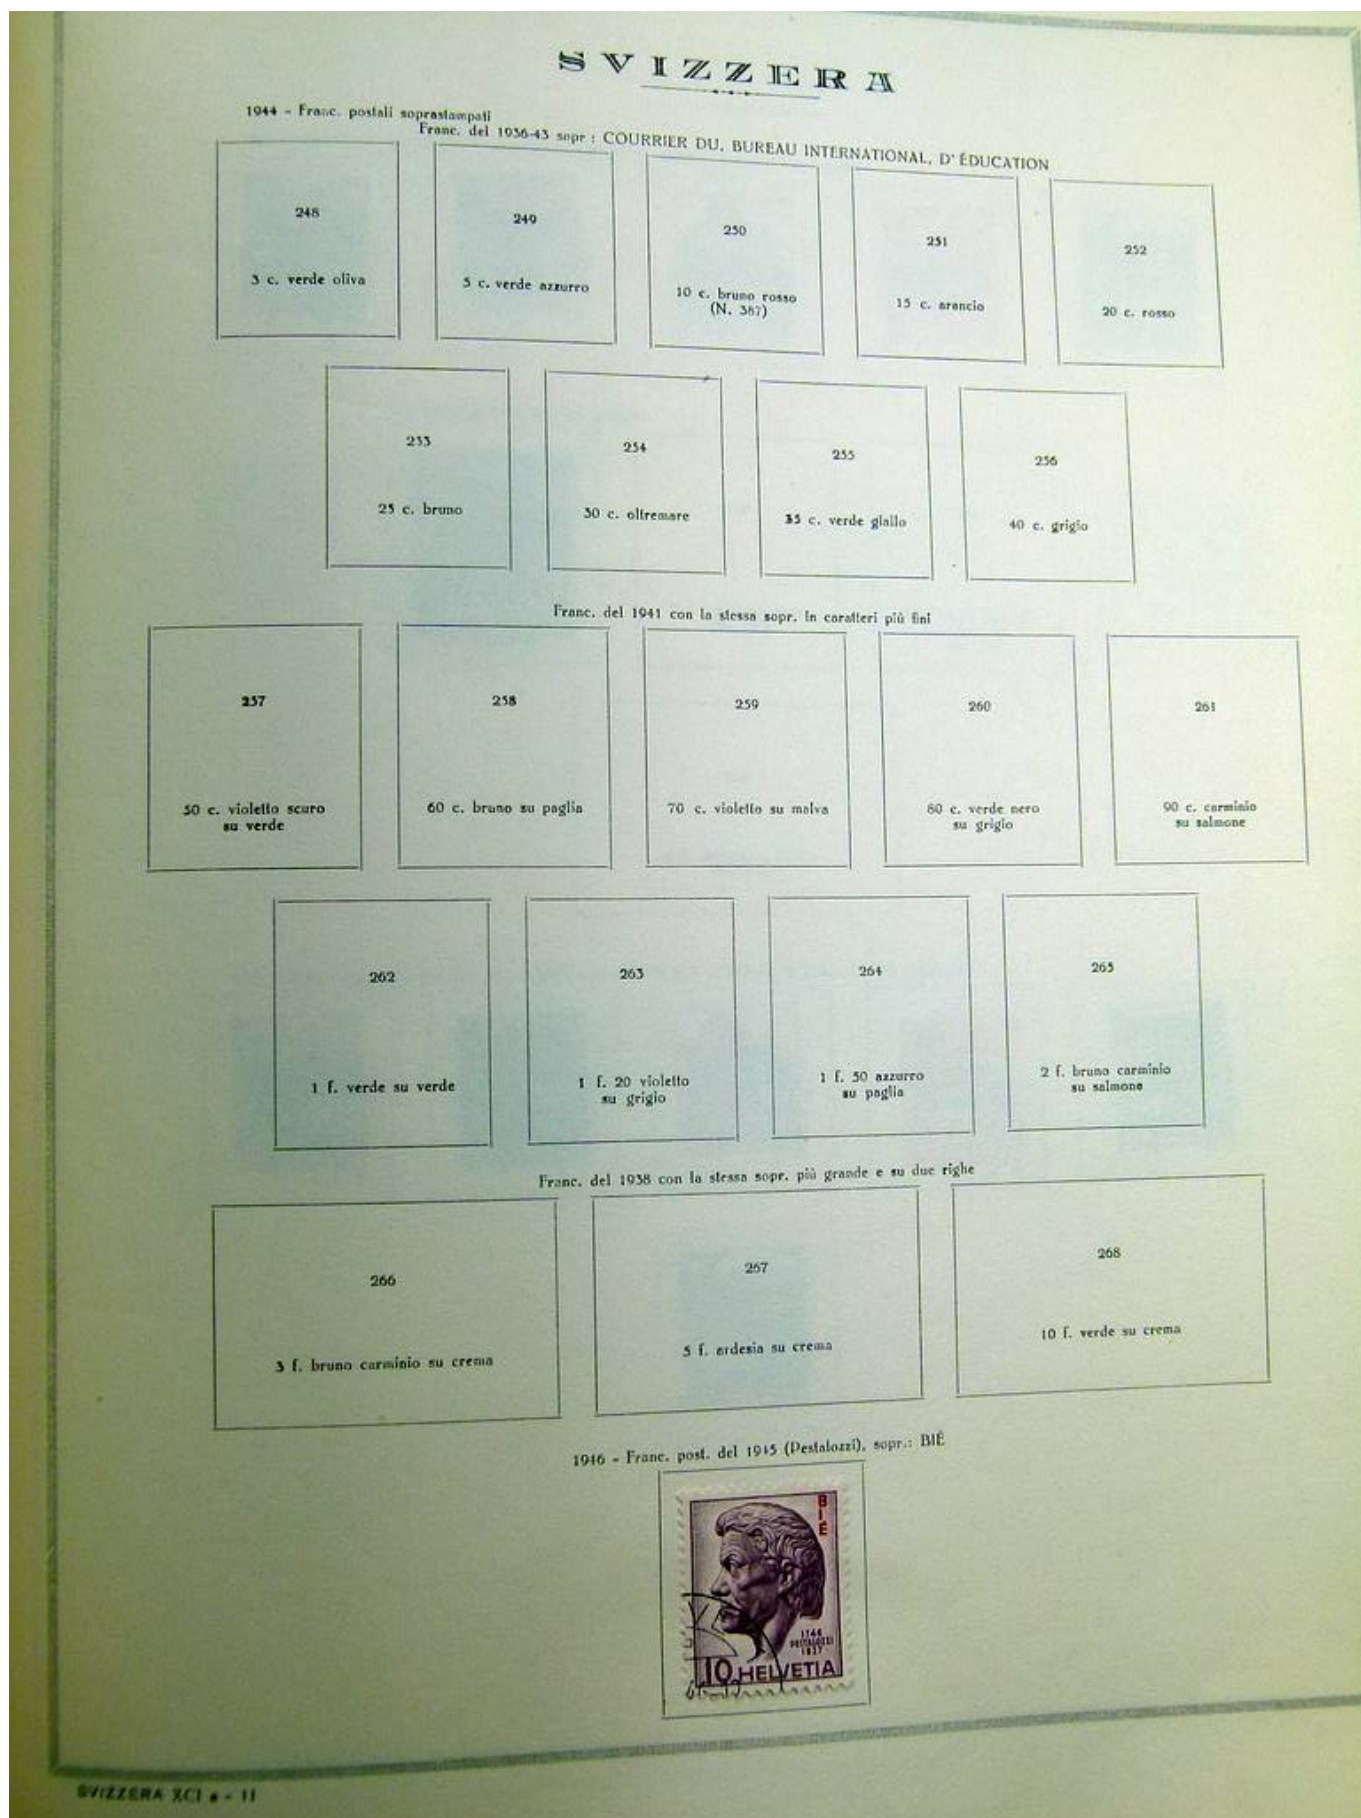 SVIZZERA
1944 - Franc. postali soprastampati
Franc. del 1936-43 sopr : COURRIER DU, BUREAU INTERNATIONAL, D'ÉDUCATION
248
3 c. verde oliva
249
5 c. verde azzurro
250
10 c. bruno rosso
(N. 387)
251
15 c. arancio
252
20 c. rosso
253
25 c. bruno
254
30 c. oltremare
255
35 c. verde giallo
256
40 c. grigio
Franc. del 1941 con la stessa sopr. in caratteri più fini
257
50 c. violetto scuro
su verde
258
60 c. bruno su paglia
259
70 c. violetto su malva
260
80 c. verde nero
su grigio
261
90 c. carminio
su salmone
262
1 f. verde su verde
263
1 f. 20 violetto
su grigio
264
1 f. 50 azzurro
su paglia
265
2 f. bruno carminio
su salmone
Franc. del 1938 con la stessa sopr. più grande e su due righe
266
3 f. bruno carminio su crema
267
5 f. ardesia su crema
268
10 f. verde su crema
1946 - Franc. post. del 1945 (Pestalozzi), sopr.: BIÉ
BIE
1746
PESTALOZZI
1827
10 HELVETIA
SVIZZERA XCI a - 11